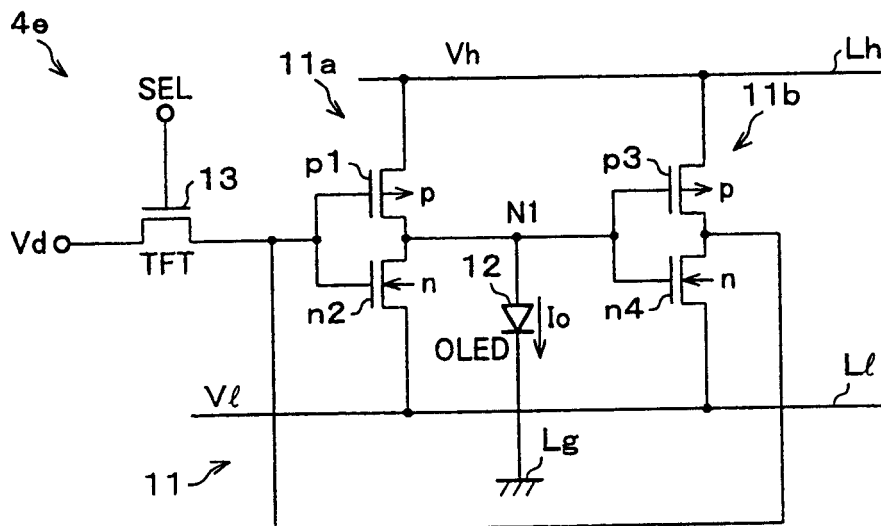 4e
SEL
13
Vd
TFT
11a
Vh
Lh
11b
p1
p
N1
p3
p
12
n2
n
Io
OLED
n4
n
Vℓ
Lℓ
11
Lg